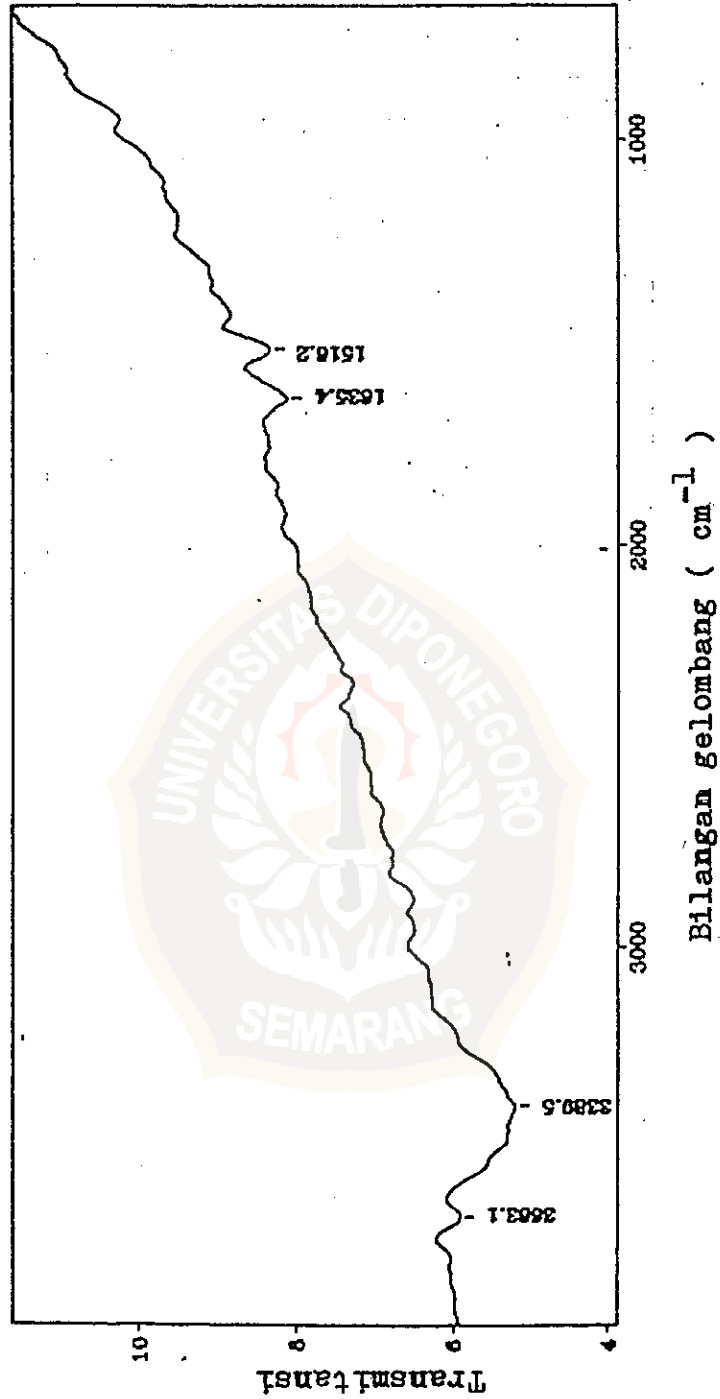 Transmitansi
10
8
6
4
3663.1
3389.5
1635.4
1518.2
3000
2000
1000
Bilangan gelombang ( cm⁻¹ )
UNIVERSITAS DIPONEGORO
SEMARANG